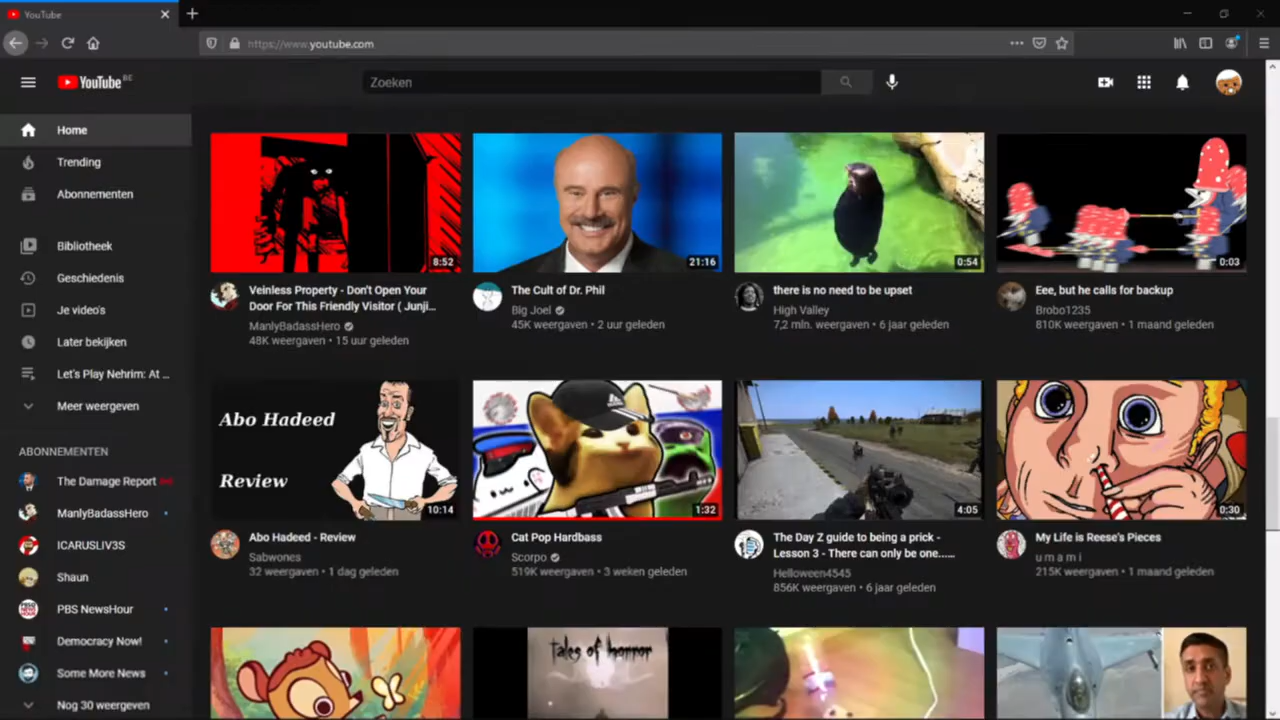 YouTube
https://www.youtube.com
YouTube BE
Zoeken
Home
Trending
Abonnementen
Bibliotheek
Geschiedenis
Je video's
Later bekijken
Let's Play Nehrim: At ...
Meer weergeven
ABONNEMENTEN
The Damage Report
ManlyBadassHero
ICARUSLIV3S
Shaun
PBS NewsHour
Democracy Now!
Some More News
Nog 30 weergeven
8:52
Veinless Property - Don't Open Your
Door For This Friendly Visitor ( Junji...
ManlyBadassHero
48K weergaven • 15 uur geleden
21:16
The Cult of Dr. Phil
Big Joel
45K weergaven • 2 uur geleden
0:54
there is no need to be upset
High Valley
7,2 mln. weergaven • 6 jaar geleden
0:03
Eee, but he calls for backup
Brobo1235
810K weergaven • 1 maand geleden
Abo Hadeed
Review
10:14
Abo Hadeed - Review
Sabwones
32 weergaven • 1 dag geleden
1:32
Cat Pop Hardbass
Scorpo
519K weergaven • 3 weken geleden
4:05
The Day Z guide to being a prick -
Lesson 3 - There can only be one......
Helloween4545
856K weergaven • 6 jaar geleden
0:30
My Life is Reese's Pieces
u m a m i
215K weergaven • 1 maand geleden
tales of horror